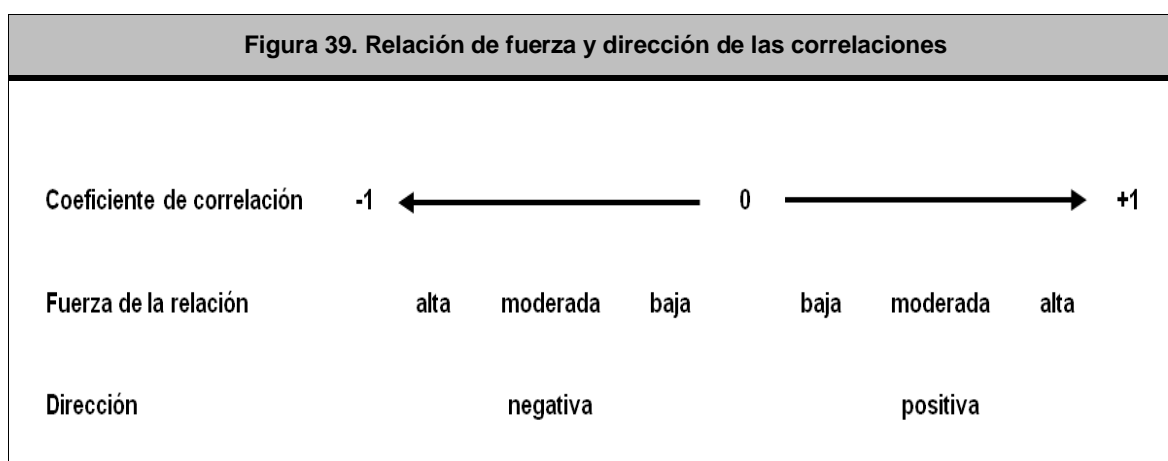 Figura 39. Relación de fuerza y dirección de las correlaciones
Coeficiente de correlación -1 0 +1
Fuerza de la relación alta moderada baja baja moderada alta
Dirección negativa positiva